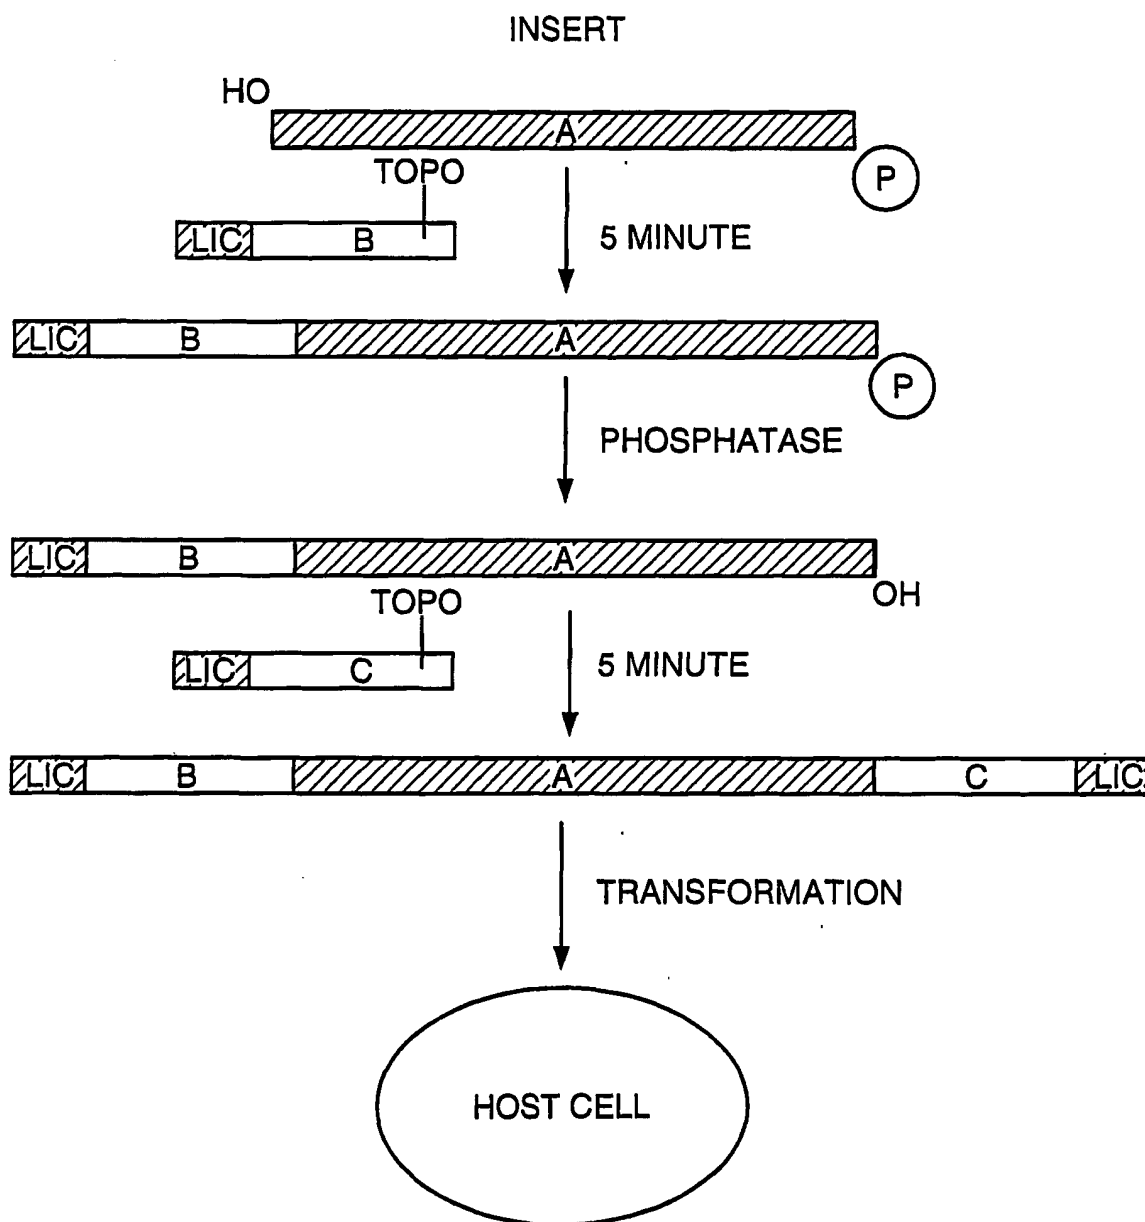 INSERT
HO
A
P
TOPO
LIC B
5 MINUTE
LIC B A
P
PHOSPHATASE
LIC B A
OH
TOPO
LIC C
5 MINUTE
LIC B A C LIC
TRANSFORMATION
HOST CELL